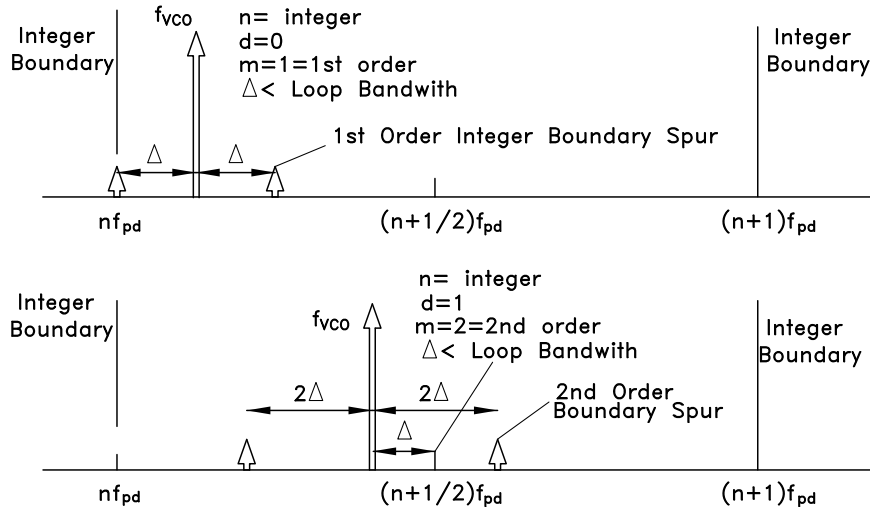 Integer
Boundary
fVCO
n= integer
d=0
m=1=1st order
Δ< Loop Bandwith
Integer
Boundary
Δ
Δ
1st Order Integer Boundary Spur
nfpd
(n+1/2)fpd
(n+1)fpd
Integer
Boundary
fVCO
n= integer
d=1
m=2=2nd order
Δ< Loop Bandwith
Integer
Boundary
2Δ
2Δ
Δ
2nd Order
Boundary Spur
nfpd
(n+1/2)fpd
(n+1)fpd